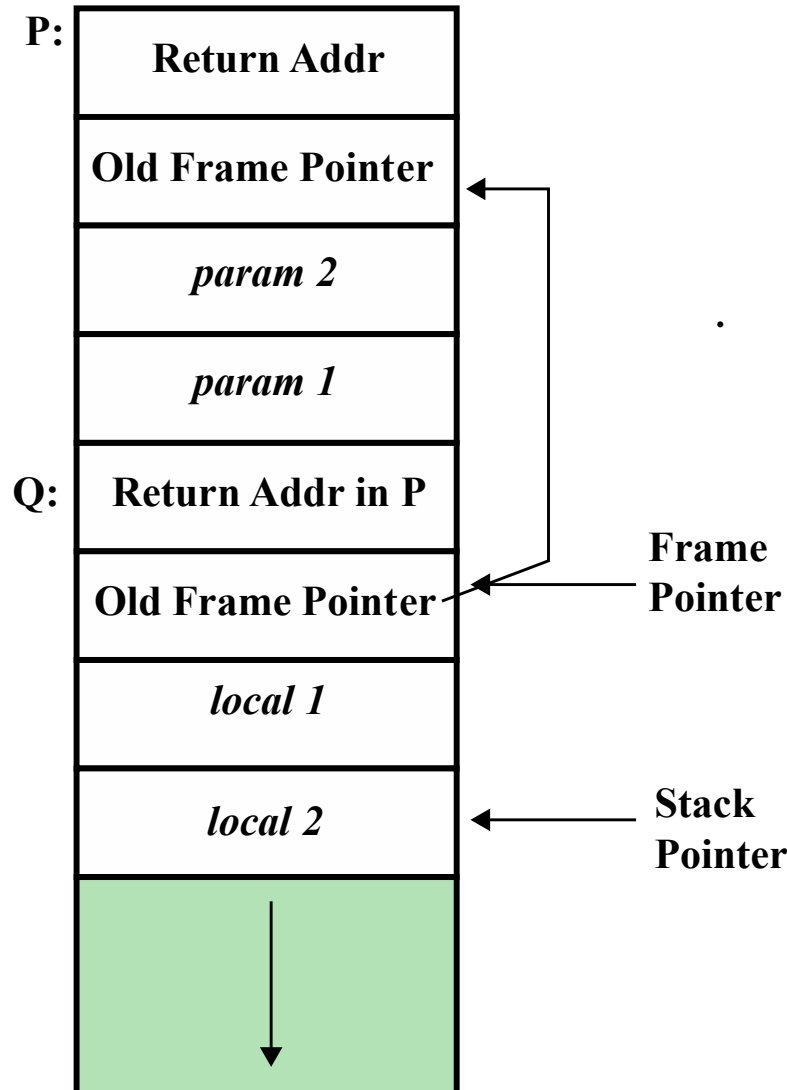 P:
Return Addr
Old Frame Pointer
param 2
.
param 1
Q:
Return Addr in P
Old Frame Pointer
Frame
Pointer
local 1
local 2
Stack
Pointer